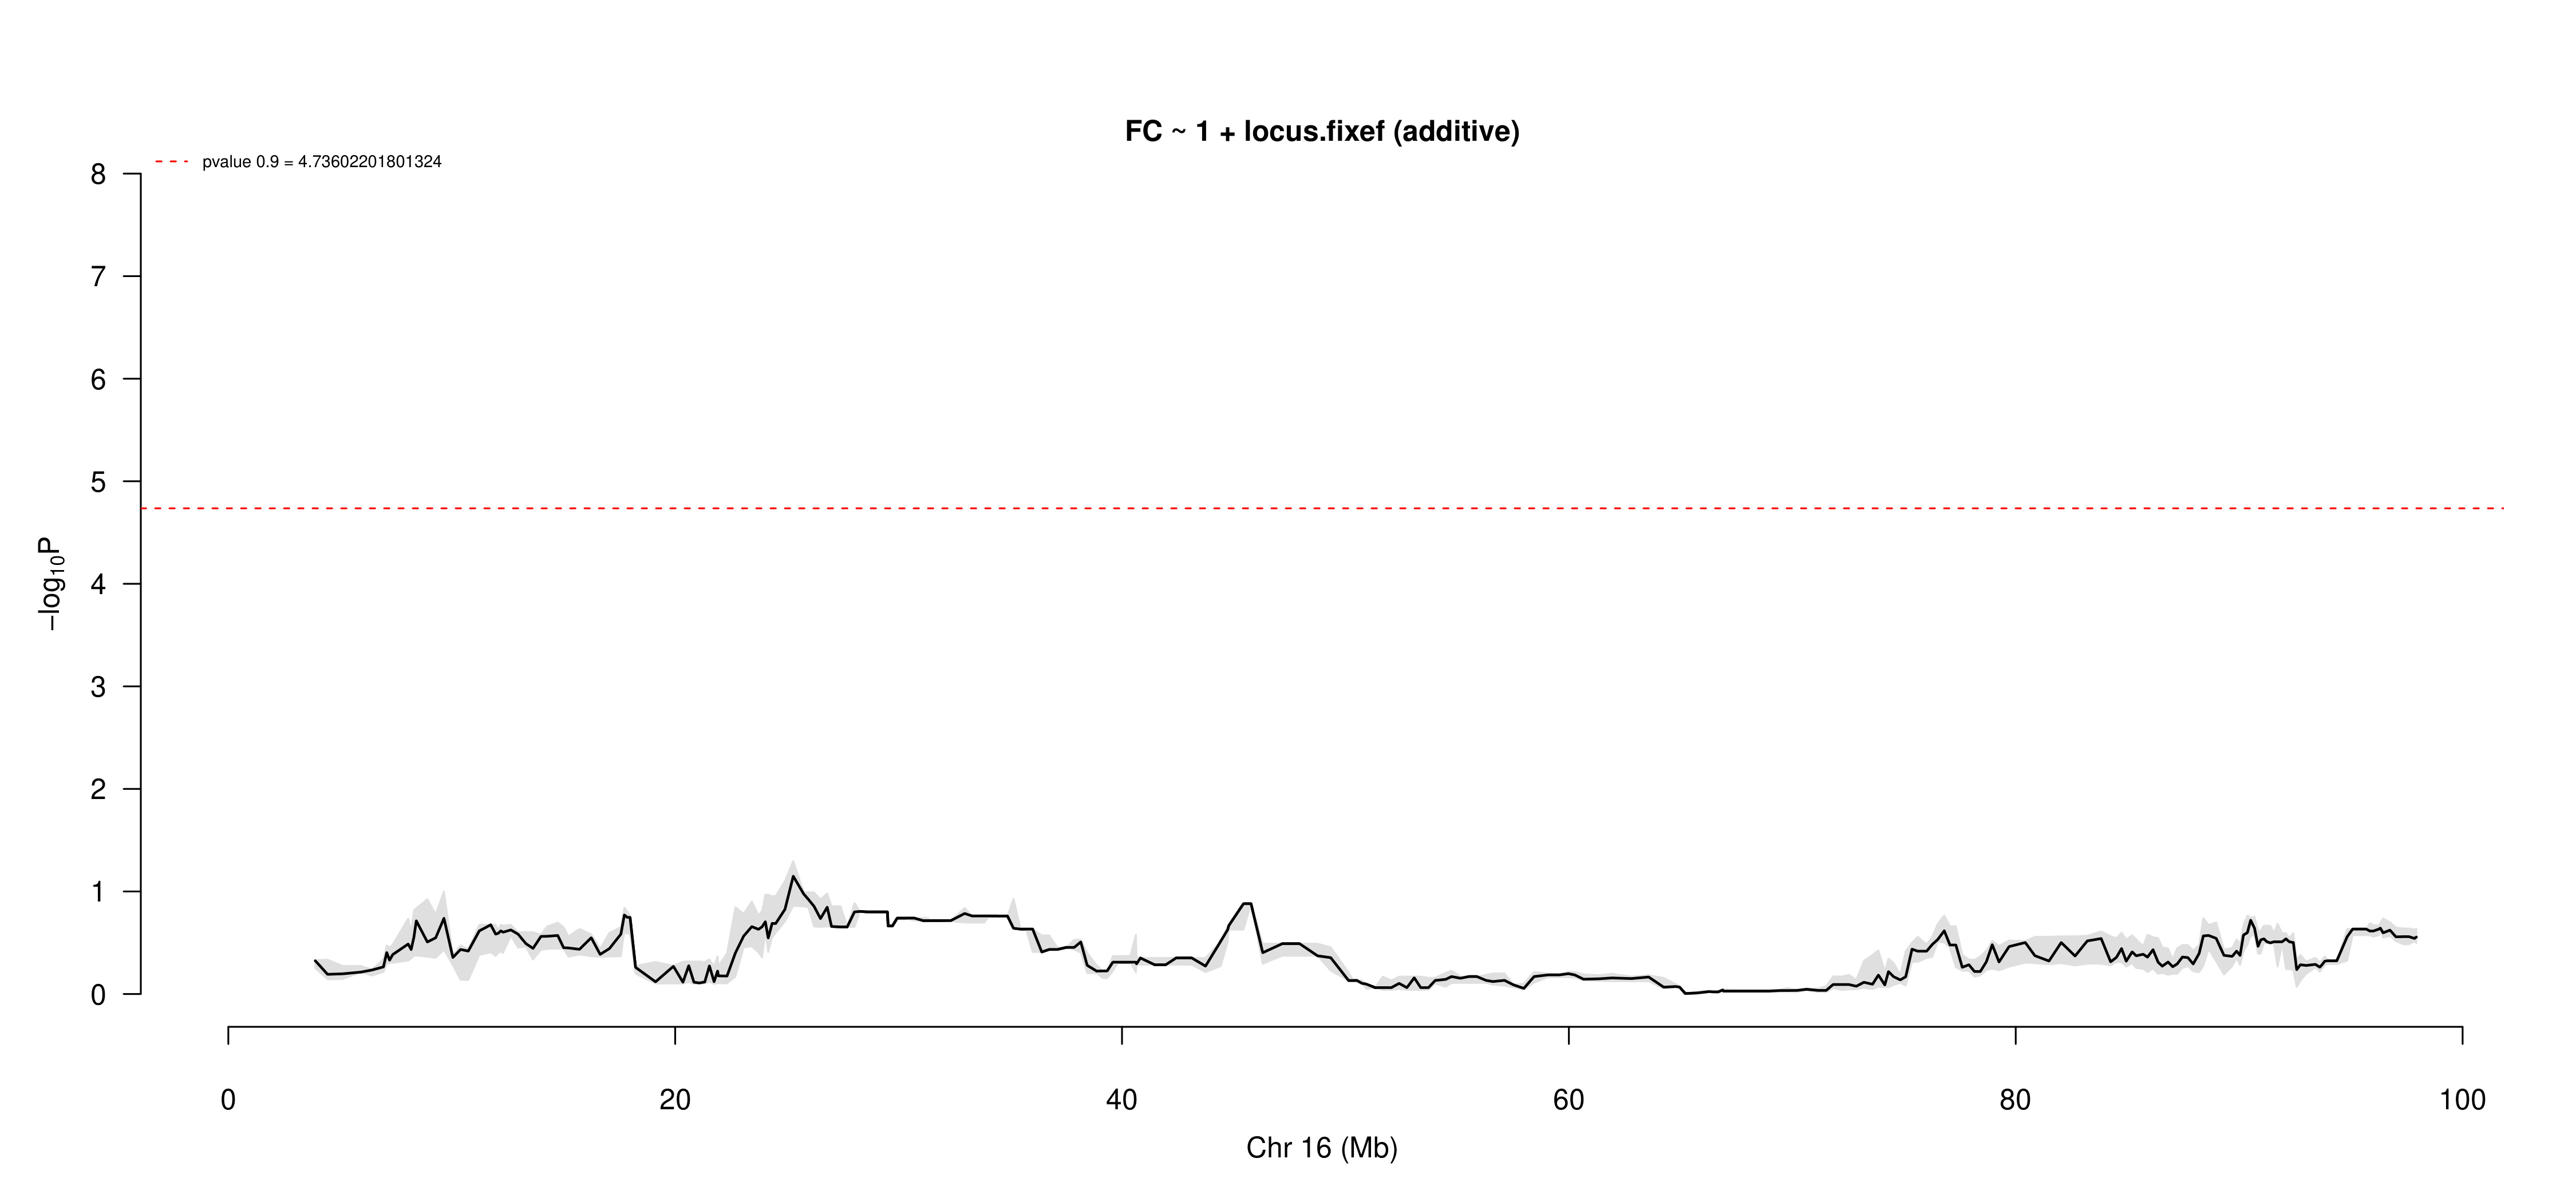 FC ~ 1 + locus.fixef (additive)
pvalue 0.9 = 4.73602201801324
8
7
6
5
4
3
2
1
0
−log₁₀P
0 20 40 60 80 100
Chr 16 (Mb)